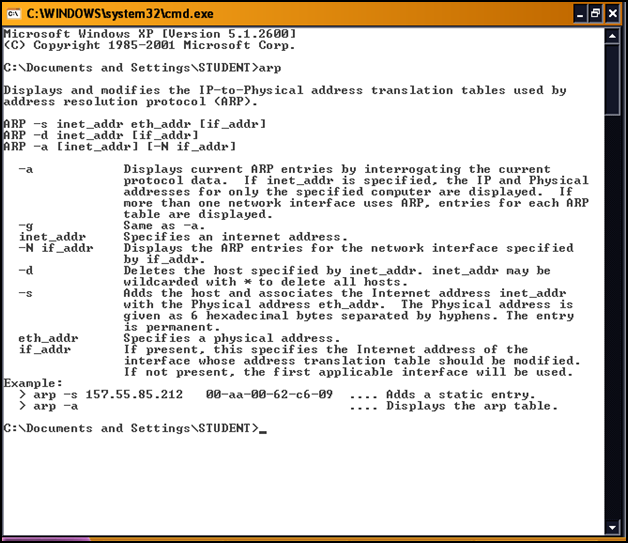 C:\WINDOWS\system32\cmd.exe
Microsoft Windows XP [Version 5.1.2600]
(C) Copyright 1985-2001 Microsoft Corp.
C:\Documents and Settings\STUDENT>arp
Displays and modifies the IP-to-Physical address translation tables used by
address resolution protocol (ARP).
ARP -s inet_addr eth_addr [if_addr]
ARP -d inet_addr [if_addr]
ARP -a [inet_addr] [-N if_addr]
-a Displays current ARP entries by interrogating the current
protocol data. If inet_addr is specified, the IP and Physical
addresses for only the specified computer are displayed. If
more than one network interface uses ARP, entries for each ARP
table are displayed.
-g Same as -a.
inet_addr Specifies an internet address.
-N if_addr Displays the ARP entries for the network interface specified
by if_addr.
-d Deletes the host specified by inet_addr. inet_addr may be
wildcarded with * to delete all hosts.
-s Adds the host and associates the Internet address inet_addr
with the Physical address eth_addr. The Physical address is
given as 6 hexadecimal bytes separated by hyphens. The entry
is permanent.
eth_addr Specifies a physical address.
if_addr If present, this specifies the Internet address of the
interface whose address translation table should be modified.
If not present, the first applicable interface will be used.
Example:
> arp -s 157.55.85.212 00-aa-00-62-c6-09 .... Adds a static entry.
> arp -a .... Displays the arp table.
C:\Documents and Settings\STUDENT>_